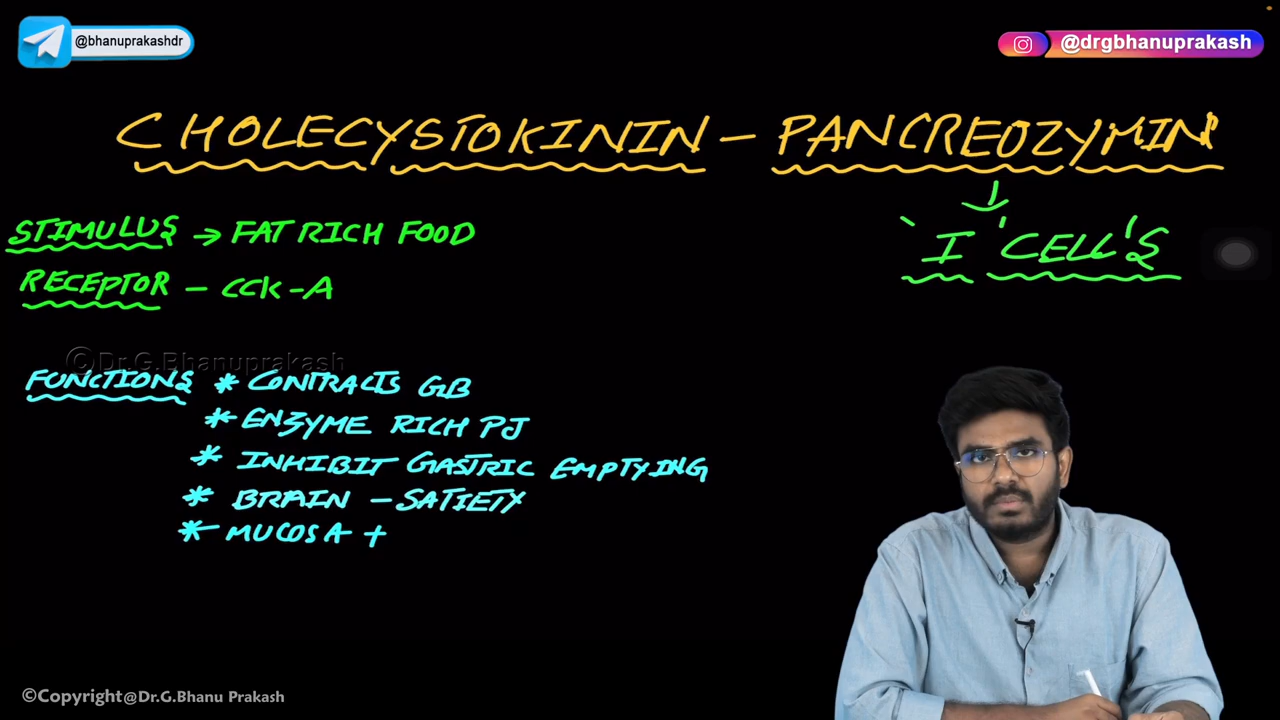 @bhanuprakashdr
@drgbhanuprakash
CHOLECYSTOKININ - PANCREOZYMIN
'I' CELL'S
STIMULUS → FAT RICH FOOD
RECEPTOR - CCK-A
©Dr.G.Bhanuprakash
FUNCTIONS * CONTRACTS GB
* ENZYME RICH PJ
* INHIBIT GASTRIC EMPTYING
* BRAIN - SATIETY
* MUCOSA +
©Copyright@Dr.G.Bhanu Prakash